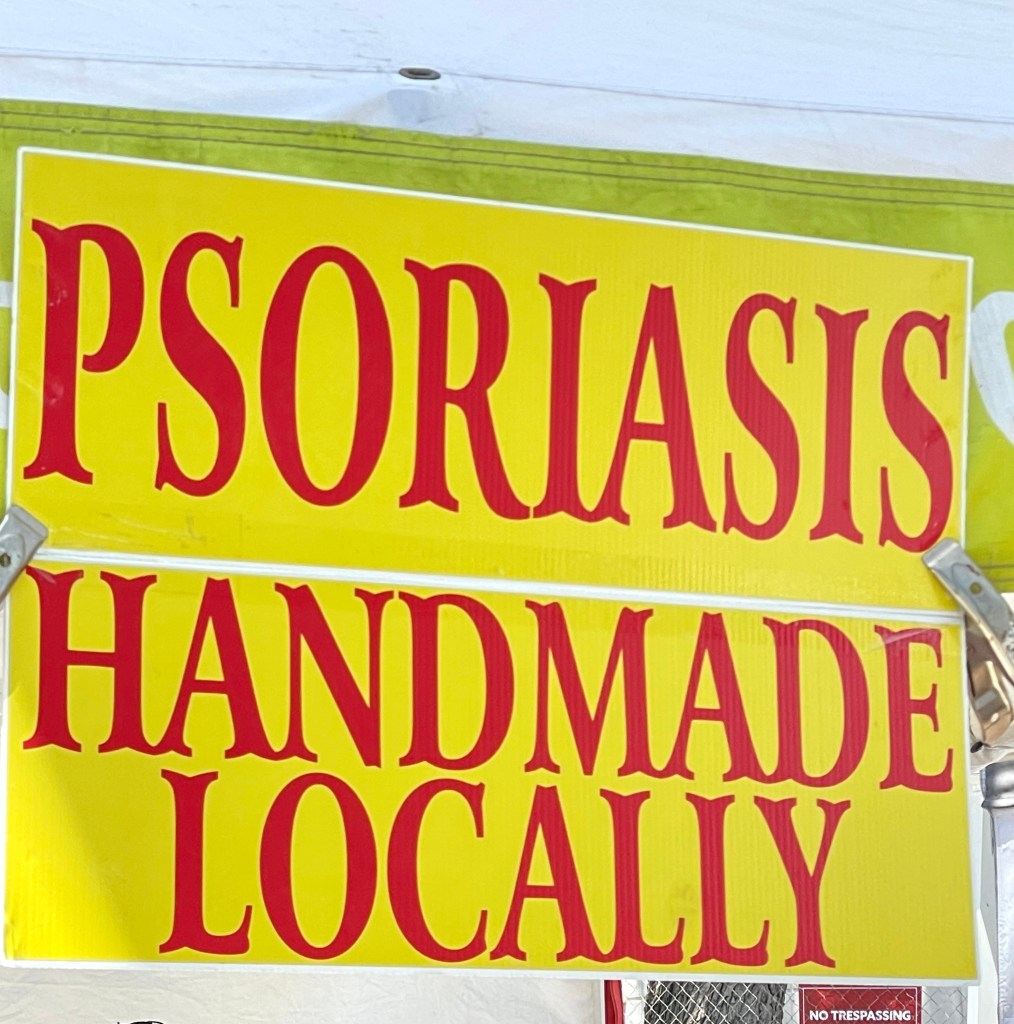 PSORIASIS
HANDMADE
LOCALLY
NO TRESPASSING